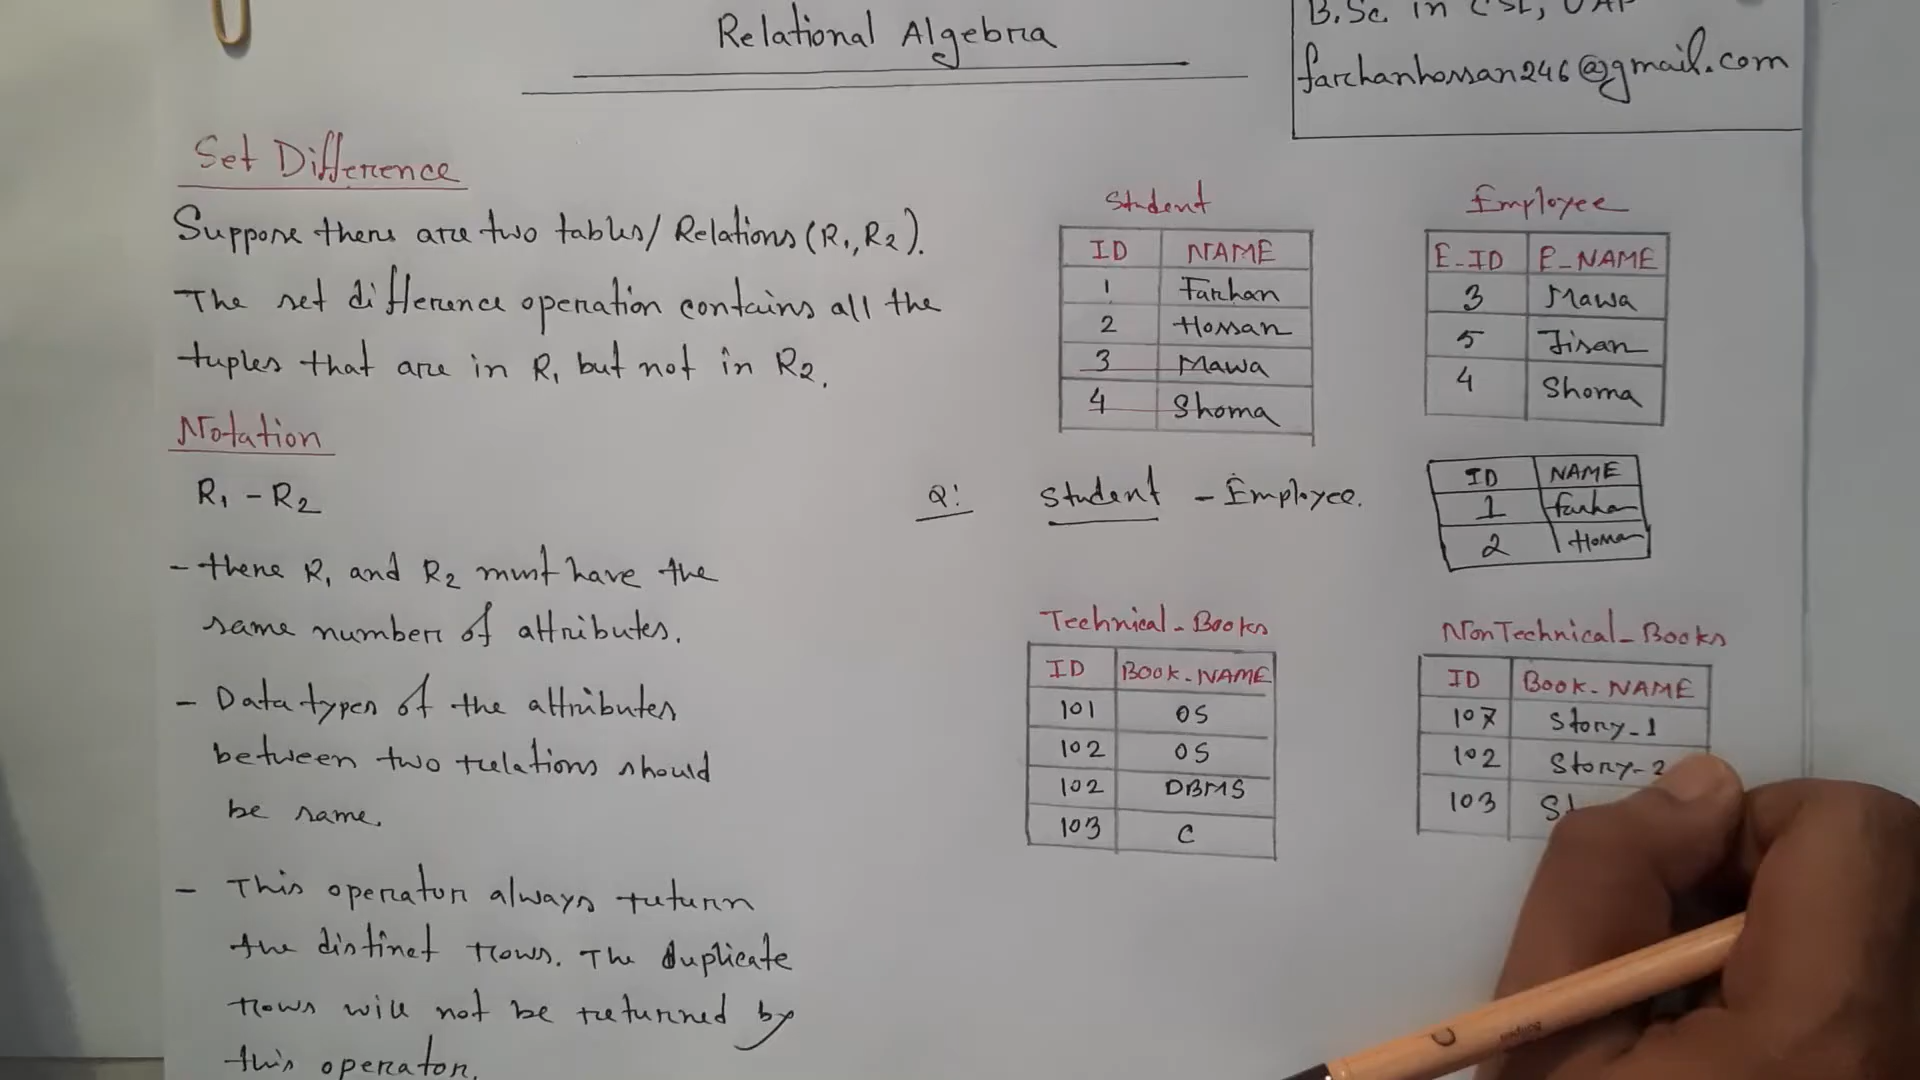 Relational Algebra
B.Sc. in CSE, UAP
farhanhossan246@gmail.com
Set Difference
Suppose there are two tables/ Relations (R1, R2).
The set difference operation contains all the
tuples that are in R1 but not in R2.
Notation
R1 - R2
- there R1 and R2 must have the
same number of attributes.
- Data types of the attributes
between two relations should
be same.
- This operator always return
the distinct rows. The duplicate
rows will not be returned by
this operator.
Student
ID NAME
1 Farhan
2 Hossan
3 Mawa
4 Shoma
Employee
E_ID E_NAME
3 Mawa
5 Jisan
4 Shoma
Q: Student - Employee.
ID NAME
1 Farhan
2
Technical_Books
ID Book_NAME
101 OS
102 OS
102 DBMS
103 C
NonTechnical_Books
ID Book_NAME
107 Story_1
102 Story_2
103 St